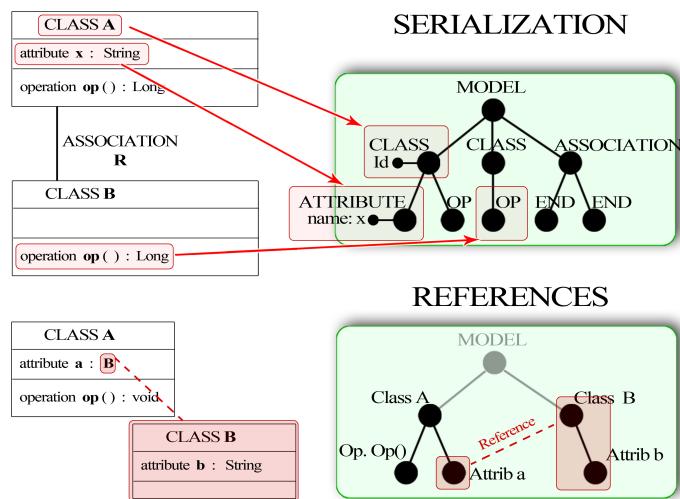 CLASS A
attribute x : String
operation op ( ) : Long
ASSOCIATION
R
CLASS B
operation op ( ) : Long
SERIALIZATION
MODEL
CLASS
Id
CLASS
ASSOCIATION
ATTRIBUTE
name: x
OP
OP
END
END
CLASS A
attribute a : B
operation op ( ) : void
CLASS B
attribute b : String
REFERENCES
MODEL
Class A
Class B
Reference
Op. Op()
Attrib a
Attrib b